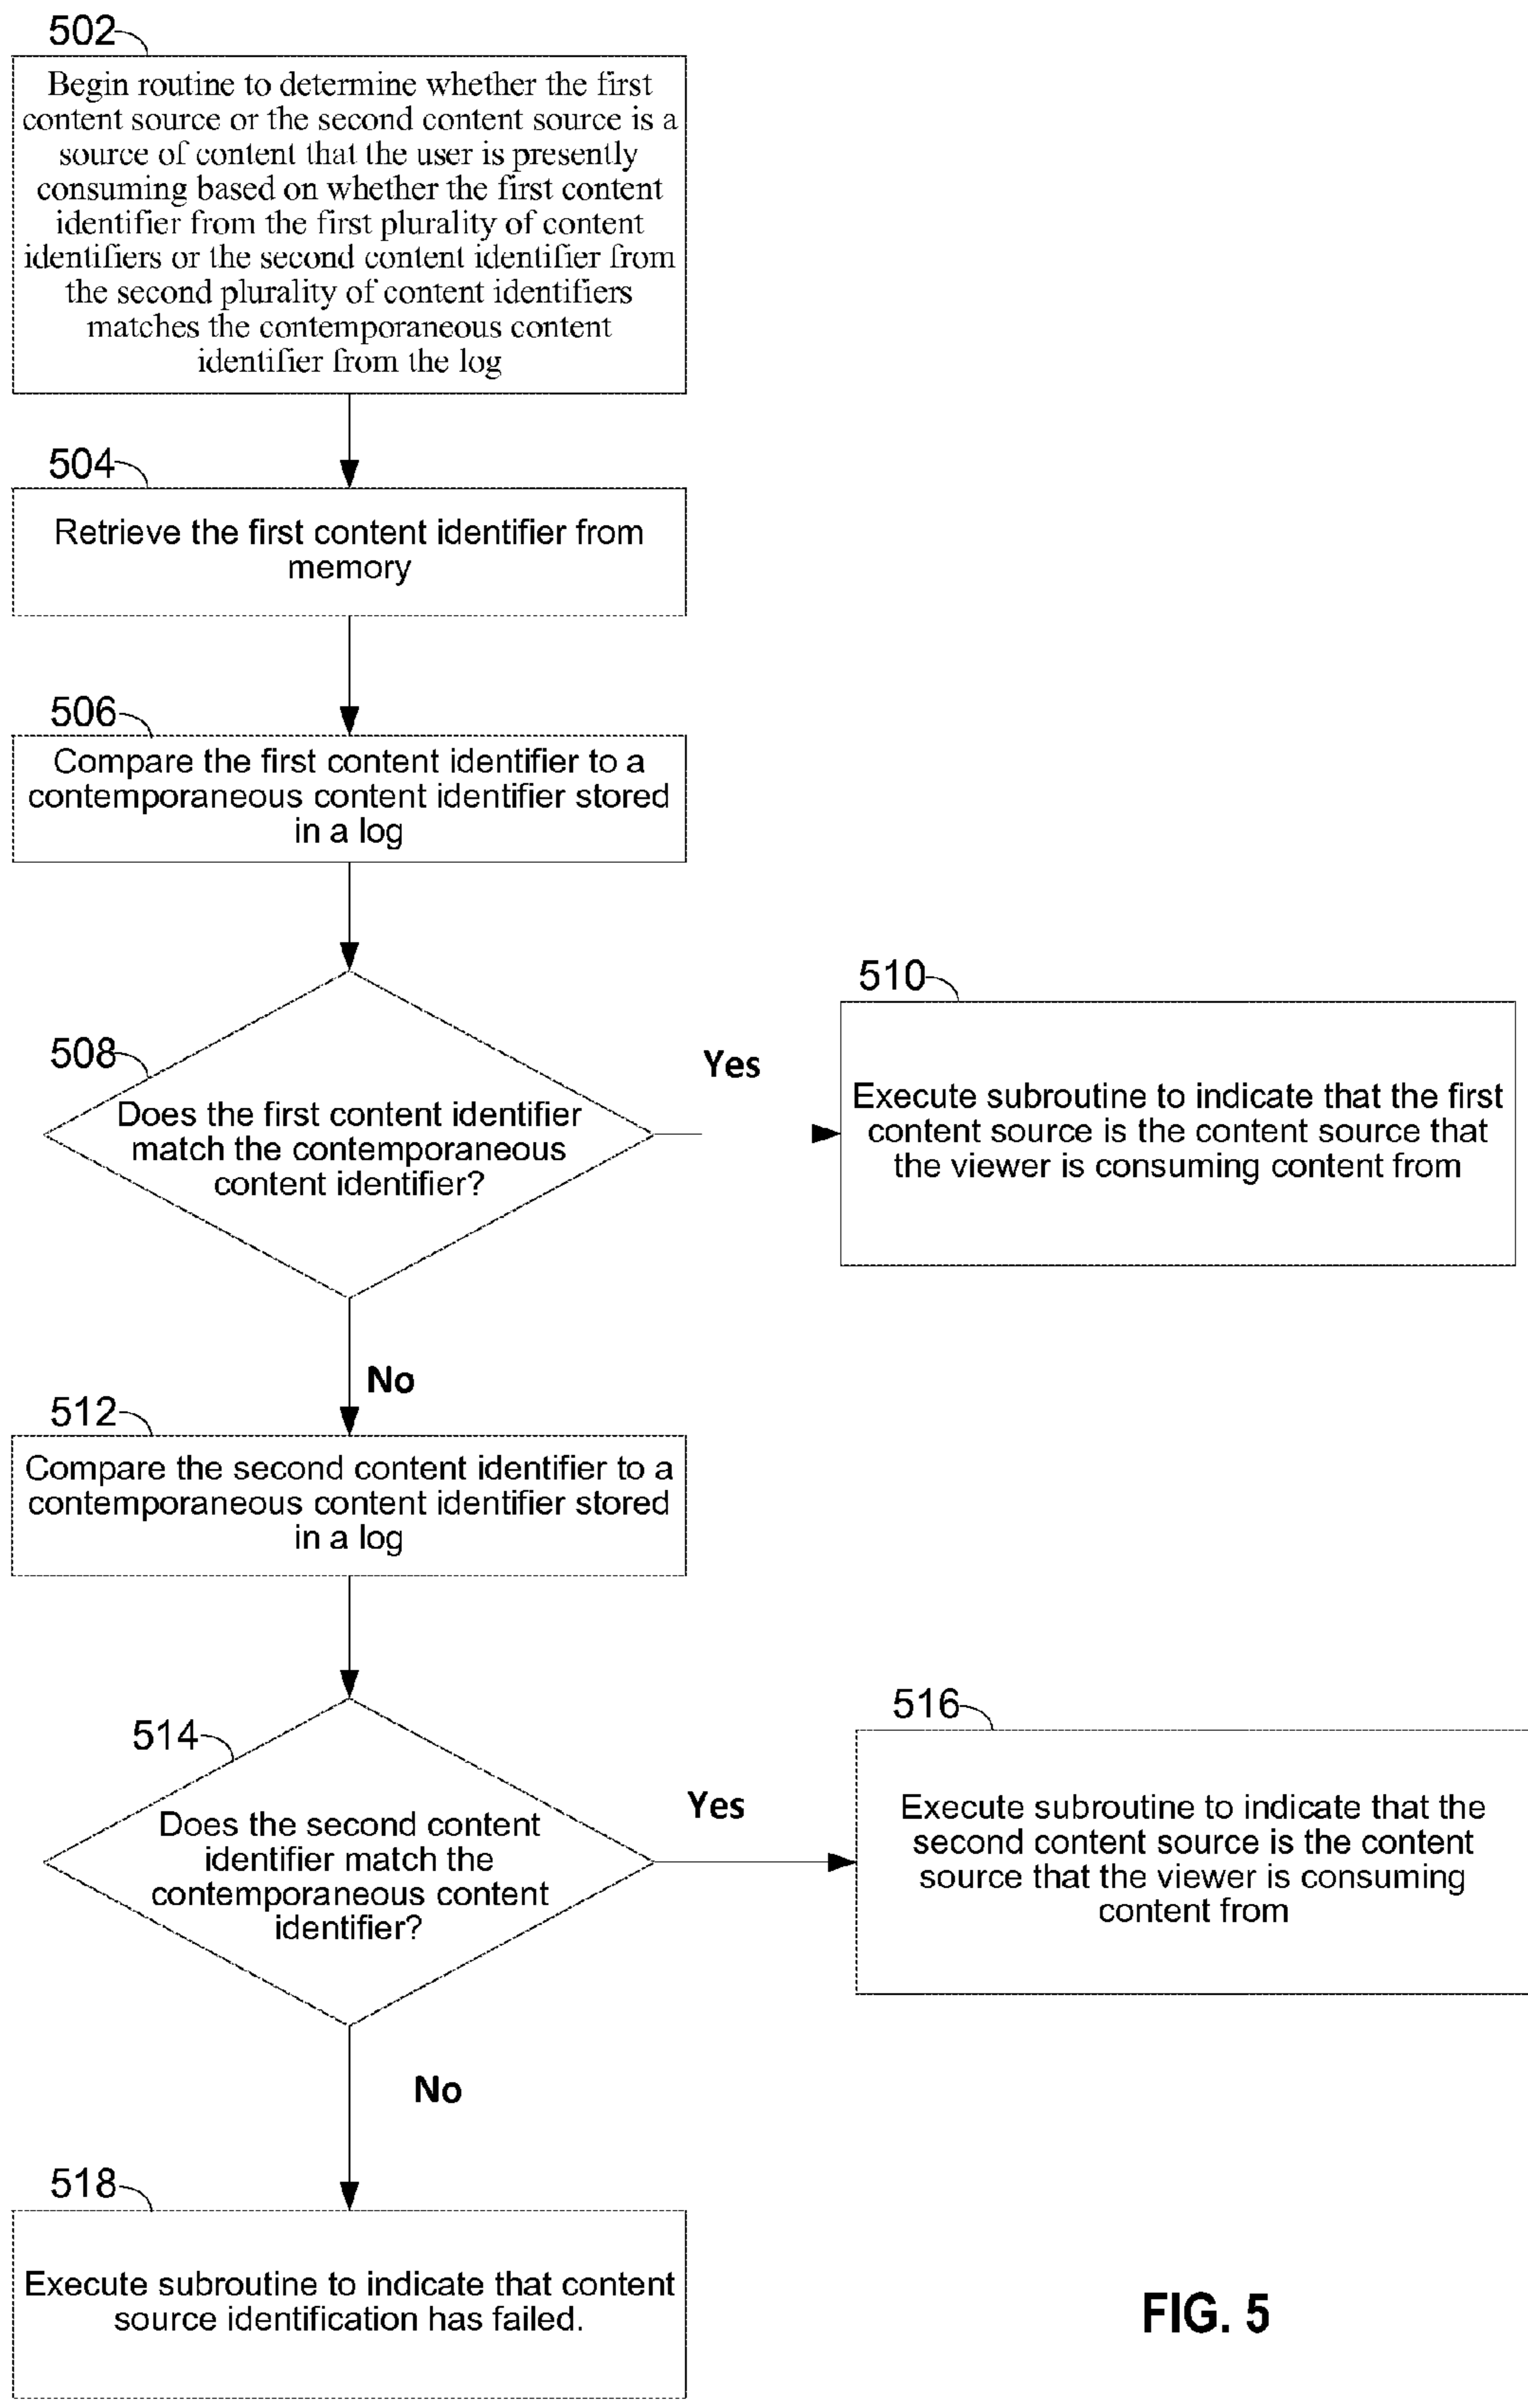 502
Begin routine to determine whether the first
content source or the second content source is a
source of content that the user is presently
consuming based on whether the first content
identifier from the first plurality of content
identifiers or the second content identifier from
the second plurality of content identifiers
matches the contemporaneous content
identifier from the log
504
Retrieve the first content identifier from
memory
506
Compare the first content identifier to a
contemporaneous content identifier stored
in a log
508
Does the first content identifier
match the contemporaneous
content identifier?
Yes
510
Execute subroutine to indicate that the first
content source is the content source that
the viewer is consuming content from
No
512
Compare the second content identifier to a
contemporaneous content identifier stored
in a log
514
Does the second content
identifier match the
contemporaneous content
identifier?
Yes
516
Execute subroutine to indicate that the
second content source is the content
source that the viewer is consuming
content from
No
518
Execute subroutine to indicate that content
source identification has failed.
FIG. 5